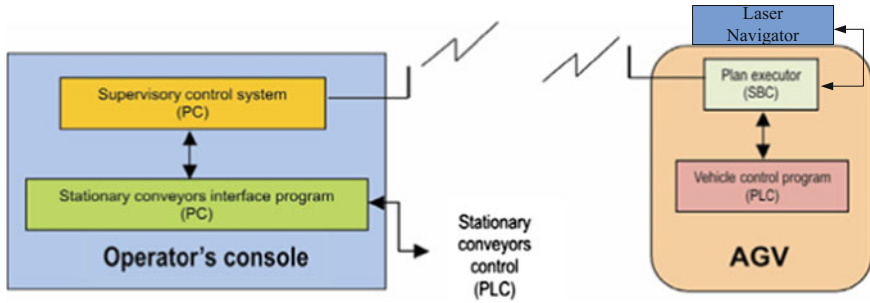 Supervisory control system
(PC)
Stationary conveyors interface program
(PC)
Operator's console
Stationary
conveyors
control
(PLC)
Laser
Navigator
Plan executor
(SBC)
Vehicle control program
(PLC)
AGV